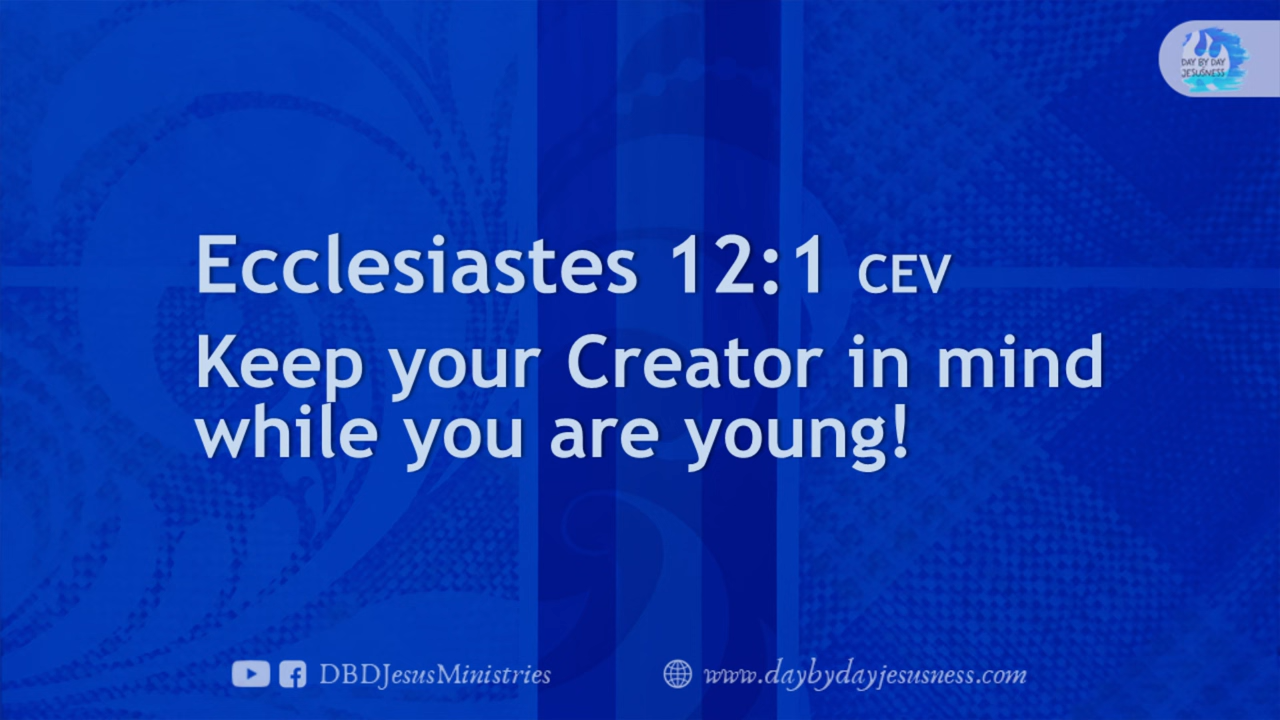 DAY BY DAY
JESUSNESS
Ecclesiastes 12:1 CEV
Keep your Creator in mind
while you are young!
DBDJesusMinistries
www.daybydayjesusness.com